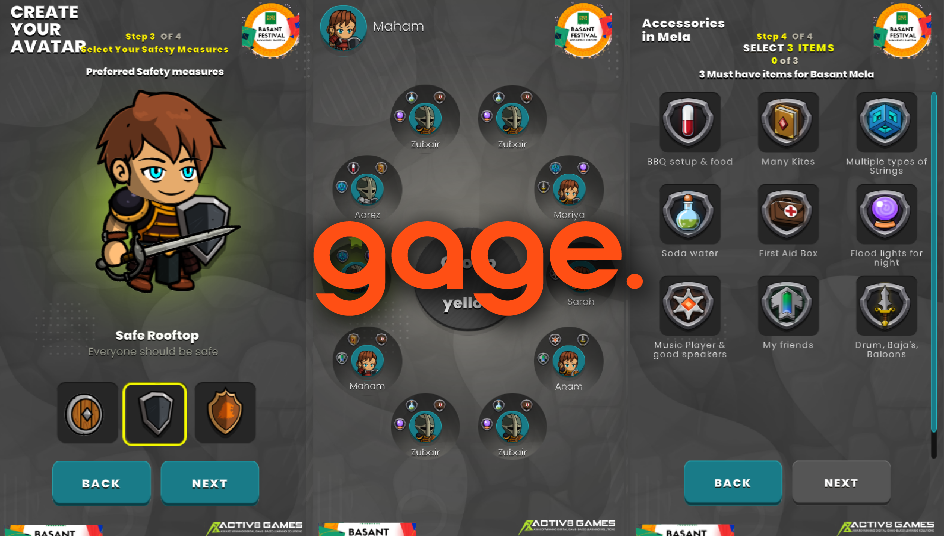 CREATE
YOUR
AVATAR
Step 3 OF 4
Select Your Safety Measures
Preferred Safety measures
BASANT
FESTIVAL
Safe Rooftop
Everyone should be safe
BACK
NEXT
BASANT
ACTIV8 GAMES
Maham
BASANT
FESTIVAL
Zubair
Zubair
Aarez
Mariya
gage.
yello
Sarah
Maham
Anam
Zubair
Zubair
BASANT
ACTIV8 GAMES
Accessories
in Mela
Step 4 OF 4
SELECT 3 ITEMS
0 of 3
3 Must have items for Basant Mela
BASANT
FESTIVAL
BBQ setup & food
Many Kites
Multiple types of
Strings
Soda water
First Aid Box
Flood lights for
night
Music Player &
good speakers
My friends
Drum, Baja's,
Baloons
BACK
NEXT
BASANT
ACTIV8 GAMES